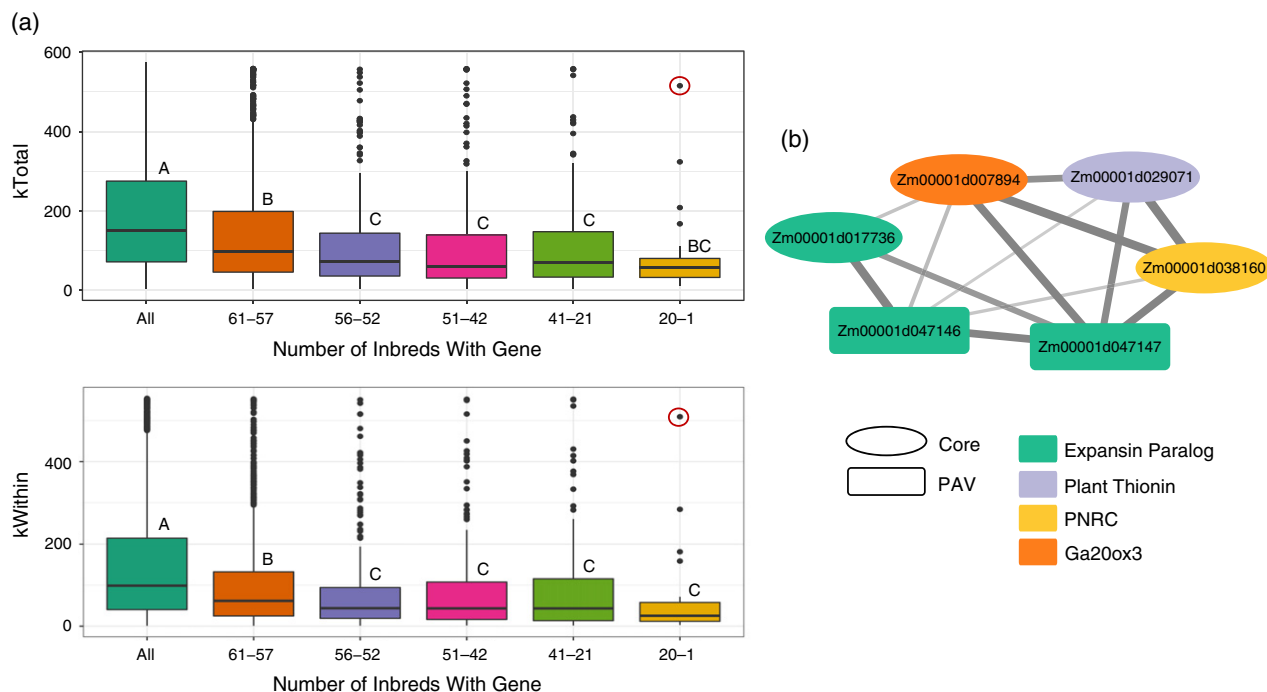 (a)
600
400
200
0
kTotal
A
B
C
C
C
BC
All
61–57
56–52
51–42
41–21
20–1
Number of Inbreds With Gene
400
200
0
kWithin
A
B
C
C
C
C
All
61–57
56–52
51–42
41–21
20–1
Number of Inbreds With Gene
(b)
Zm00001d007894
Zm00001d029071
Zm00001d017736
Zm00001d038160
Zm00001d047146
Zm00001d047147
Core
PAV
Expansin Paralog
Plant Thionin
PNRC
Ga20ox3